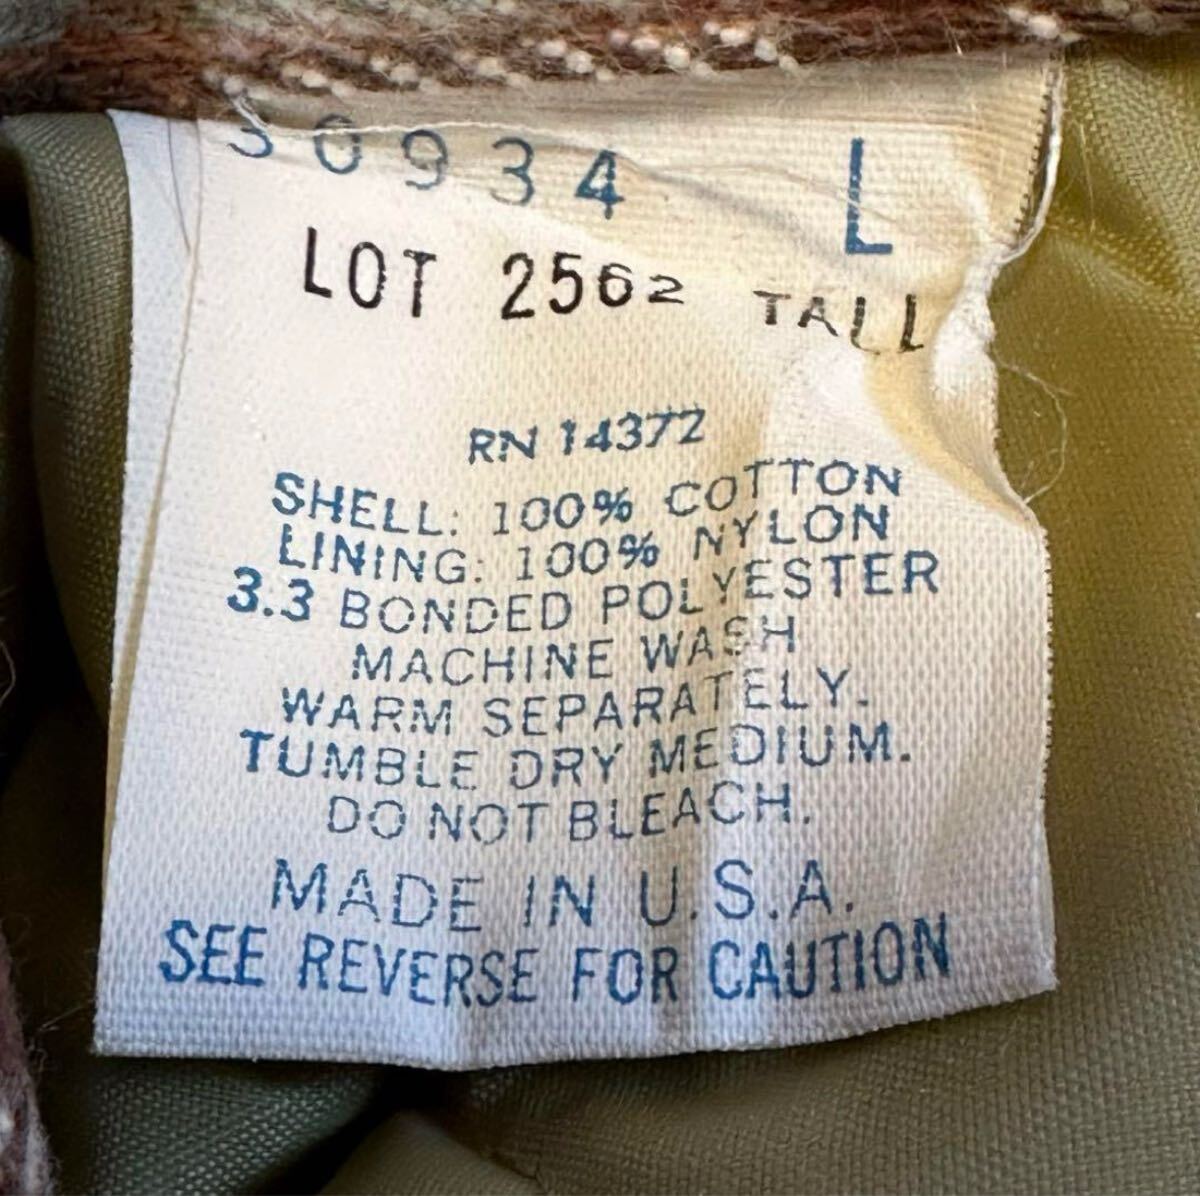 30934 L
LOT 2562 TALL
RN 14372
SHELL: 100% COTTON
LINING: 100% NYLON
3.3 BONDED POLYESTER
MACHINE WASH
WARM SEPARATELY.
TUMBLE DRY MEDIUM.
DO NOT BLEACH.
MADE IN U.S.A.
SEE REVERSE FOR CAUTION